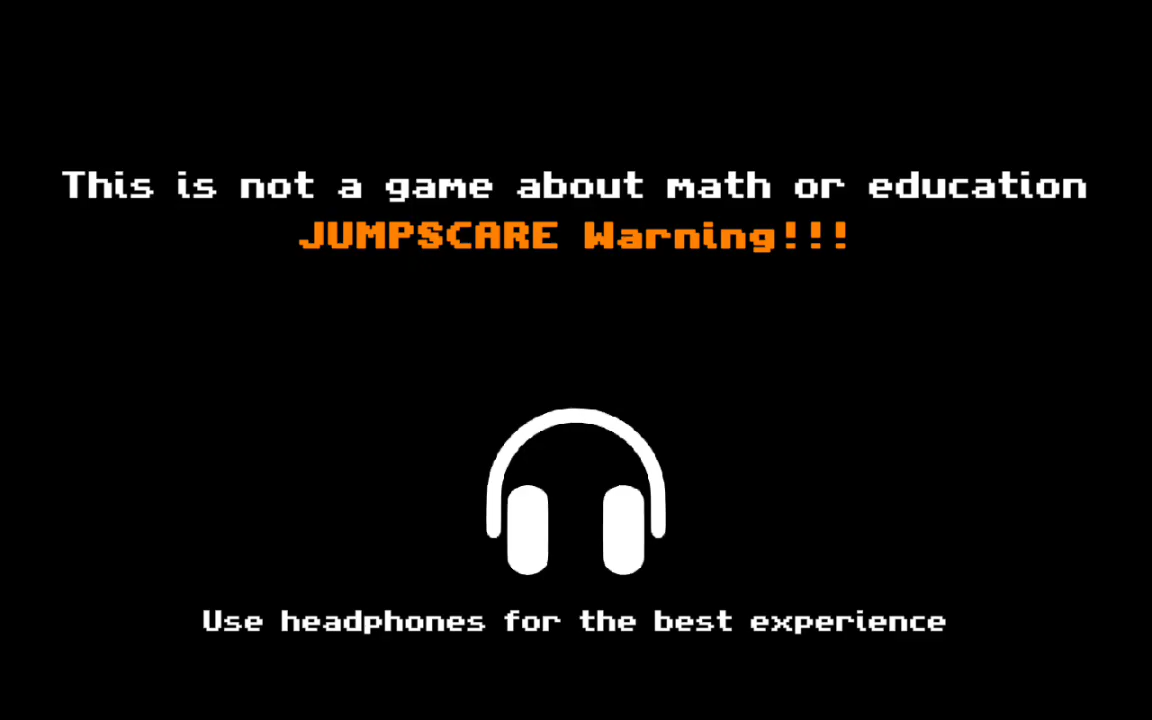 This is not a game about math or education
JUMPSCARE Warning!!!
Use headphones for the best experience